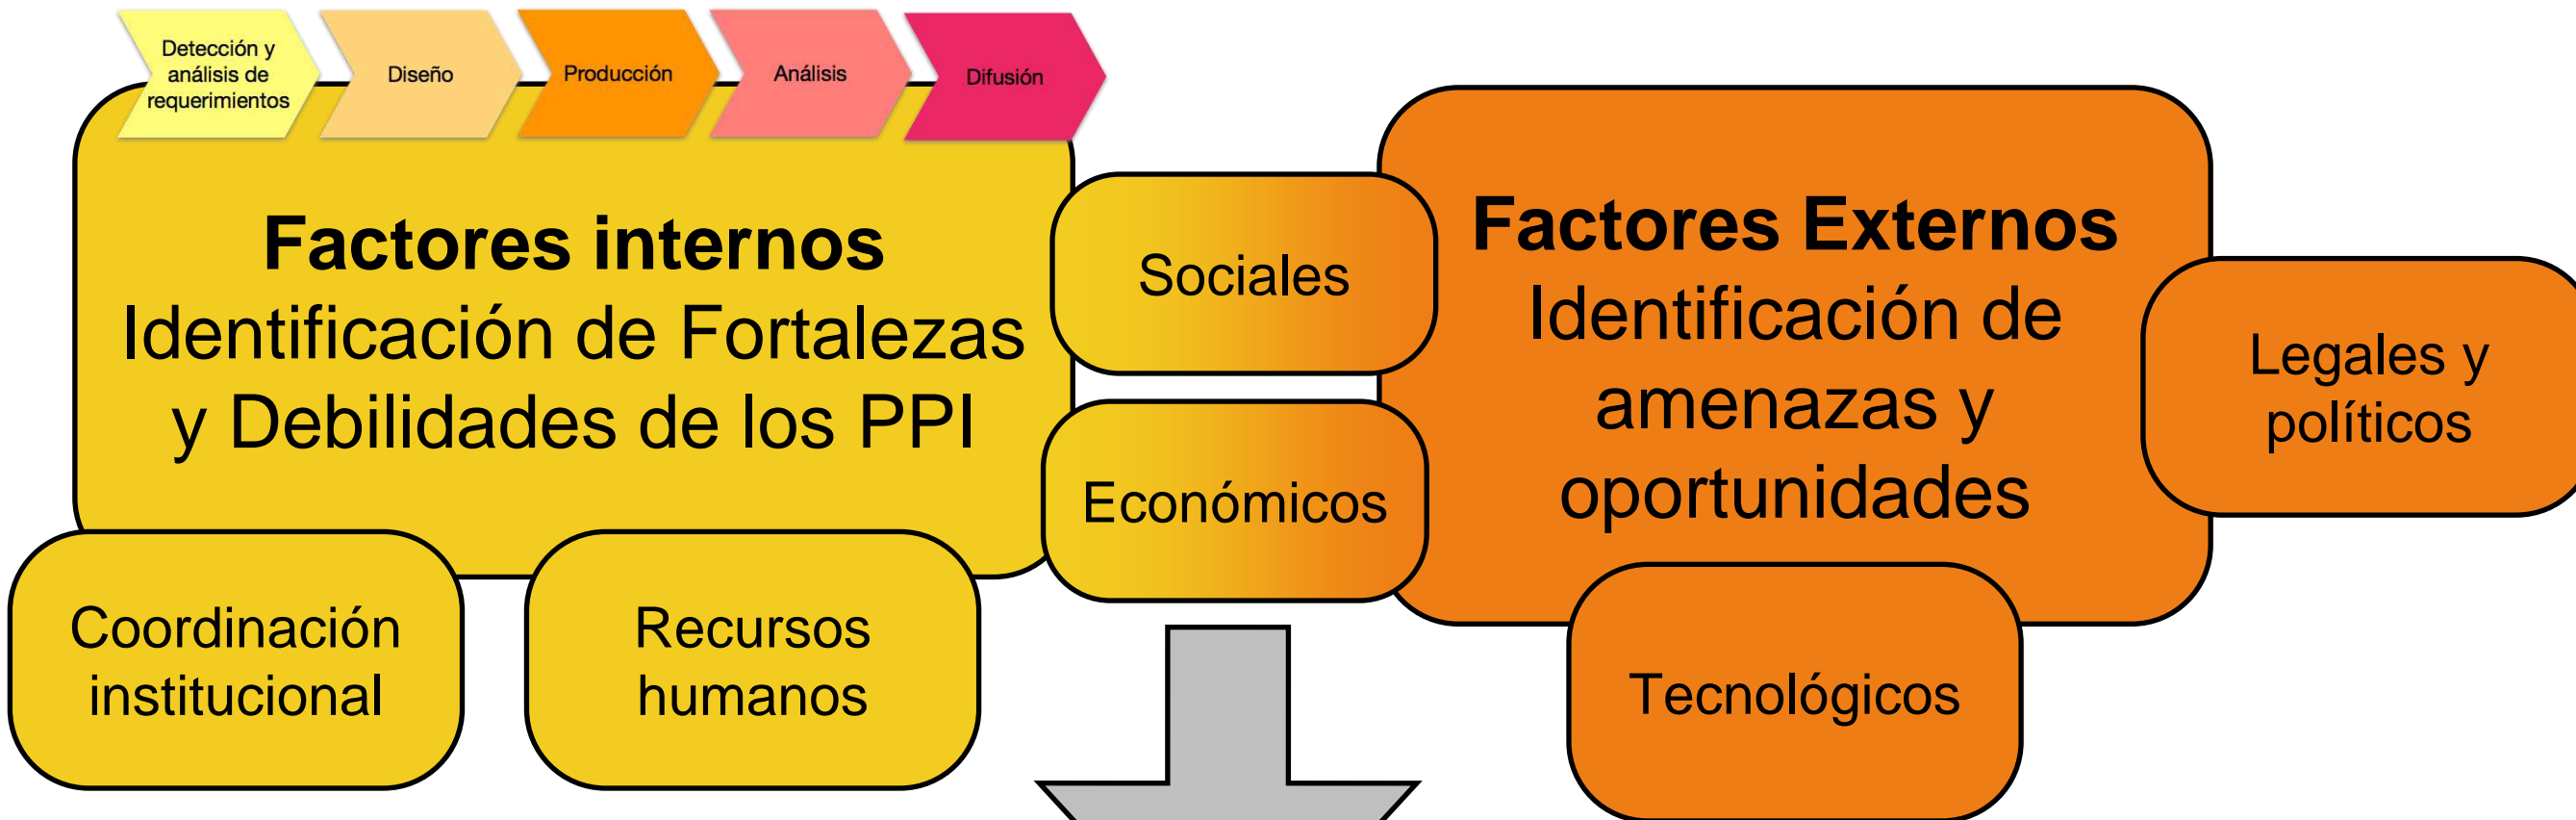 Detección y
análisis de
requerimientos
Diseño
Producción
Análisis
Difusión
Factores internos
Identificación de Fortalezas
y Debilidades de los PPI
Sociales
Económicos
Factores Externos
Identificación de
amenazas y
oportunidades
Legales y
políticos
Coordinación
institucional
Recursos
humanos
Tecnológicos